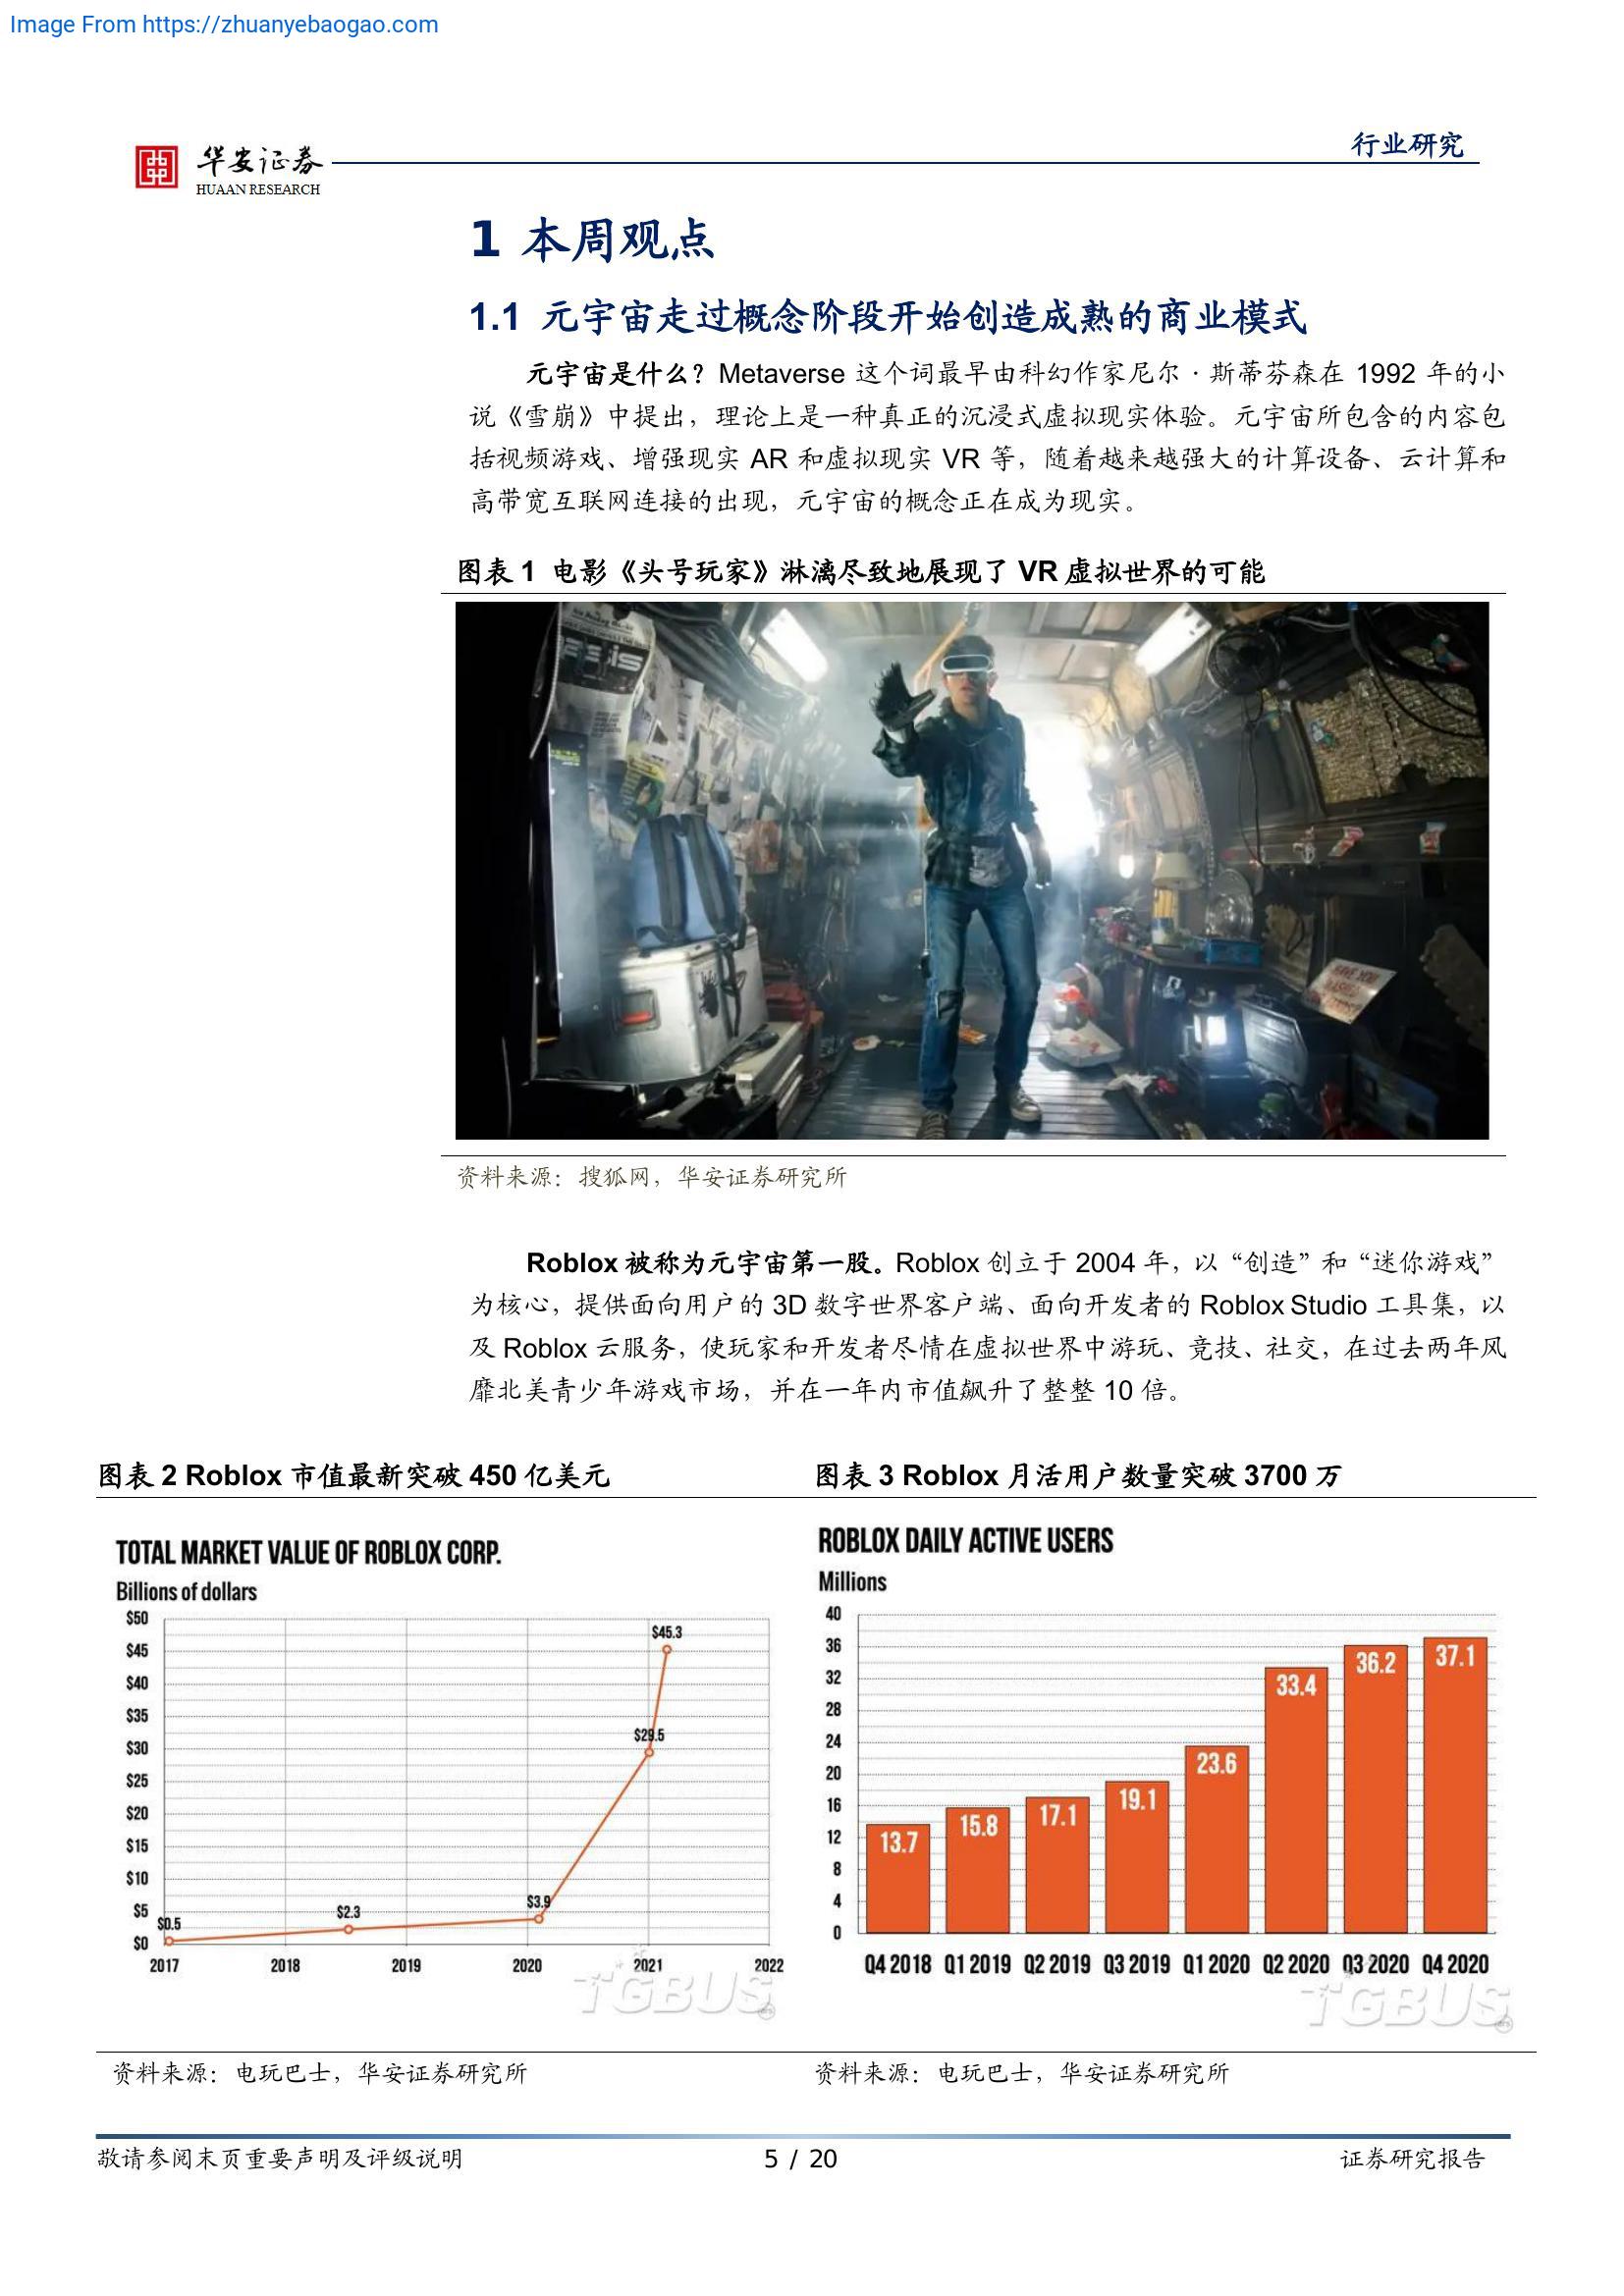 Image From https://zhuanyebaogao.com
华安证券
HUAAN RESEARCH
行业研究
1 本周观点
1.1 元宇宙走过概念阶段开始创造成熟的商业模式
元宇宙是什么？Metaverse 这个词最早由科幻作家尼尔·斯蒂芬森在 1992 年的小
说《雪崩》中提出，理论上是一种真正的沉浸式虚拟现实体验。元宇宙所包含的内容包
括视频游戏、增强现实 AR 和虚拟现实 VR 等，随着越来越强大的计算设备、云计算和
高带宽互联网连接的出现，元宇宙的概念正在成为现实。
图表 1 电影《头号玩家》淋漓尽致地展现了 VR 虚拟世界的可能
资料来源：搜狐网，华安证券研究所
Roblox 被称为元宇宙第一股。Roblox 创立于 2004 年，以“创造”和“迷你游戏”
为核心，提供面向用户的 3D 数字世界客户端、面向开发者的 Roblox Studio 工具集，以
及 Roblox 云服务，使玩家和开发者尽情在虚拟世界中游玩、竞技、社交，在过去两年风
靡北美青少年游戏市场，并在一年内市值飙升了整整 10 倍。
图表 2 Roblox 市值最新突破 450 亿美元
TOTAL MARKET VALUE OF ROBLOX CORP.
Billions of dollars
$50
$45
$40
$35
$30
$25
$20
$15
$10
$5
$0
$0.5
$2.3
$3.9
$29.5
$45.3
2017 2018 2019 2020 2021 2022
TGBUS
资料来源：电玩巴士，华安证券研究所
图表 3 Roblox 月活用户数量突破 3700 万
ROBLOX DAILY ACTIVE USERS
Millions
40
36
32
28
24
20
16
12
8
4
0
13.7
15.8
17.1
19.1
23.6
33.4
36.2
37.1
Q4 2018 Q1 2019 Q2 2019 Q3 2019 Q1 2020 Q2 2020 Q3 2020 Q4 2020
TGBUS
资料来源：电玩巴士，华安证券研究所
敬请参阅末页重要声明及评级说明
5 / 20
证券研究报告